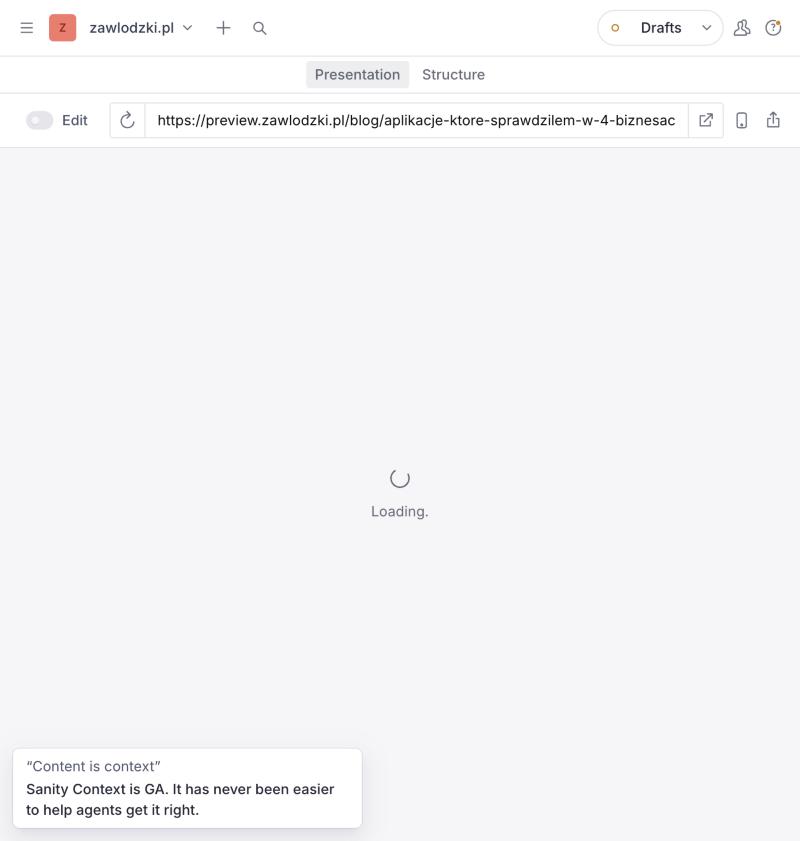 Z
zawlodzki.pl
Drafts
?
Presentation
Structure
Edit
https://preview.zawlodzki.pl/blog/aplikacje-ktore-sprawdzilem-w-4-biznesac
Loading.
“Content is context”
Sanity Context is GA. It has never been easier
to help agents get it right.